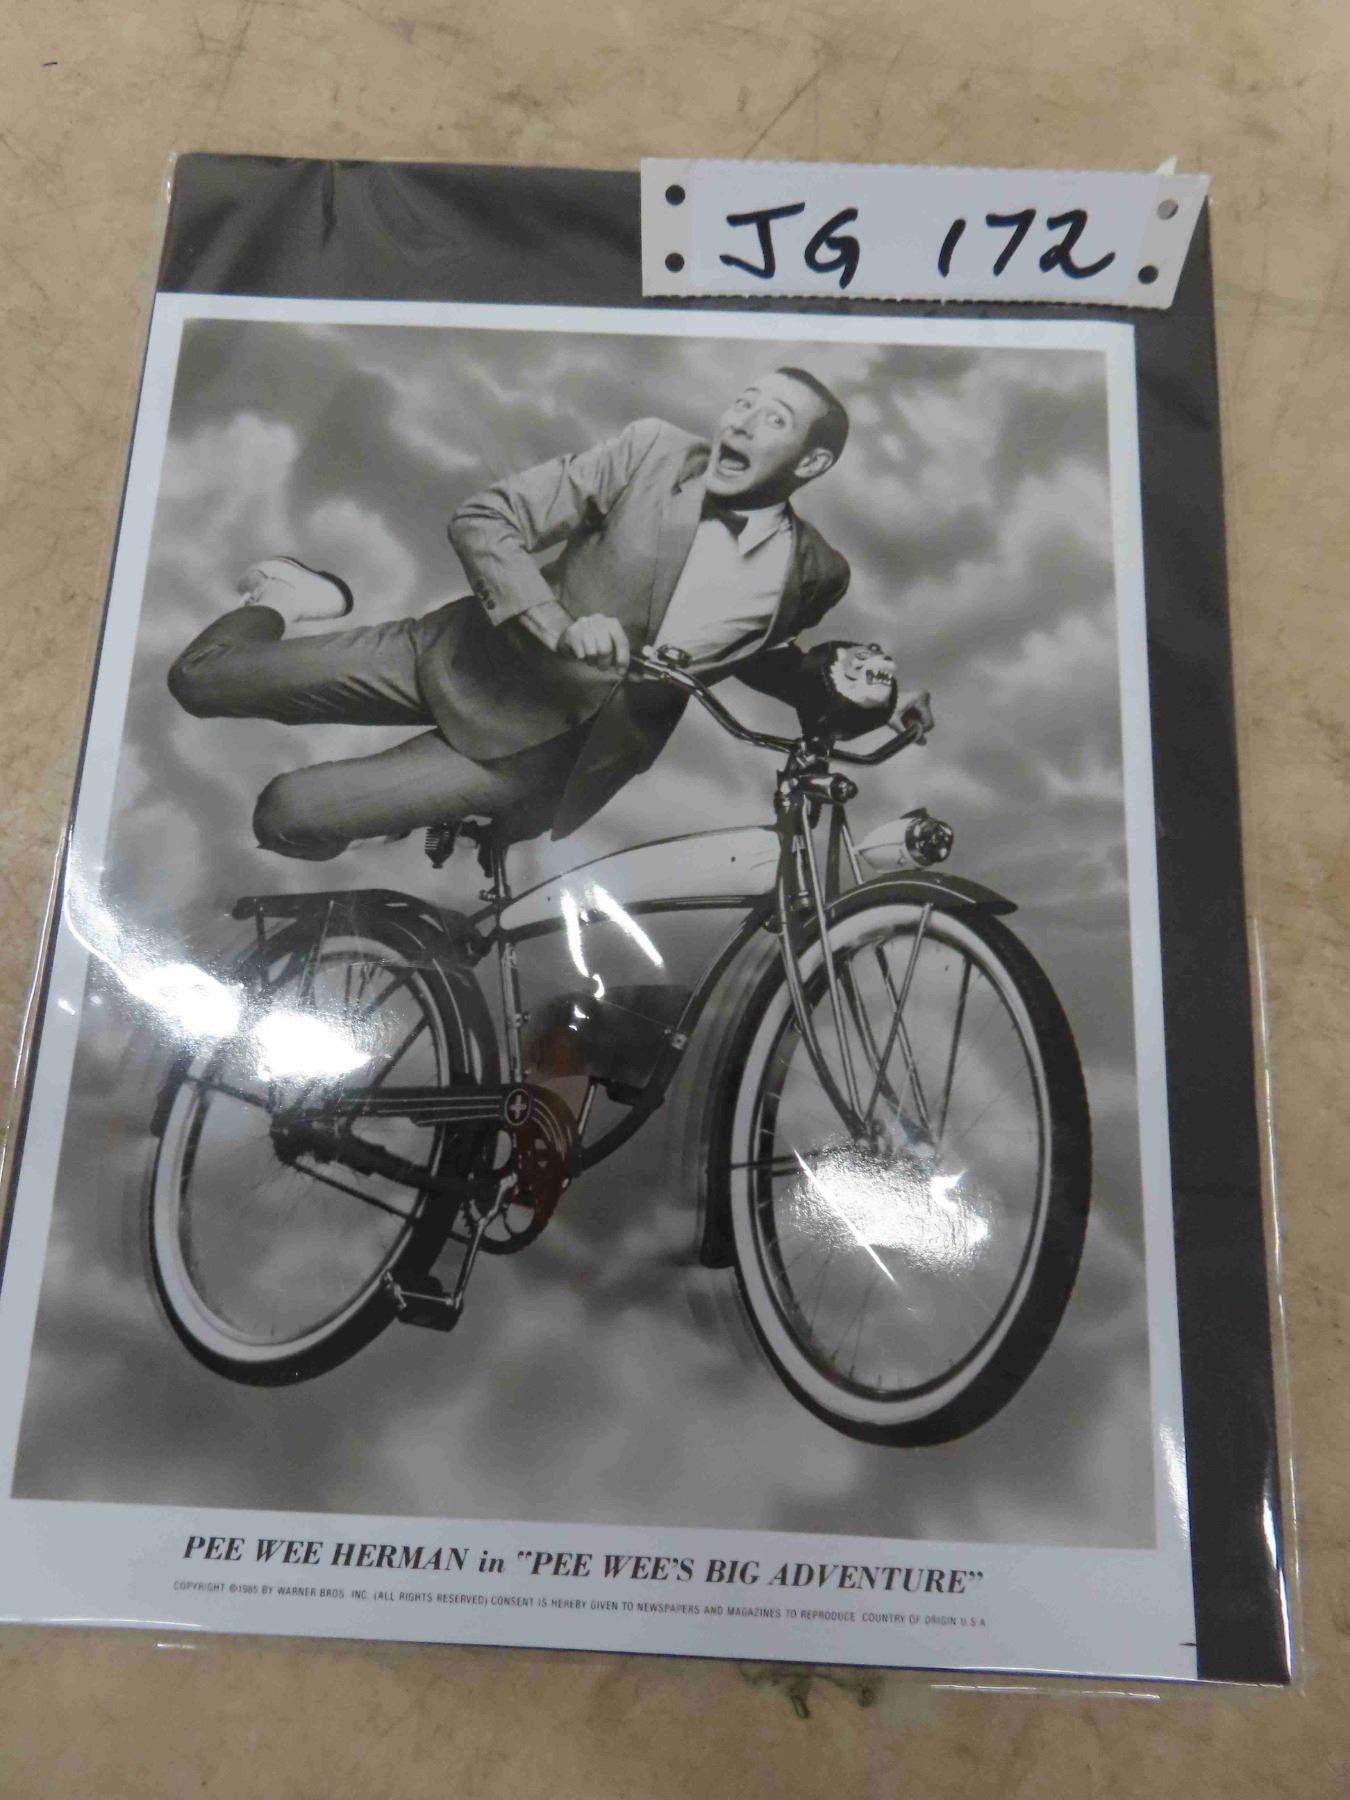 JG 172
PEE WEE HERMAN in "PEE WEE'S BIG ADVENTURE"
COPYRIGHT ©1985 BY WARNER BROS. INC. (ALL RIGHTS RESERVED) CONSENT IS HEREBY GIVEN TO NEWSPAPERS AND MAGAZINES TO REPRODUCE. COUNTRY OF ORIGIN U.S.A.